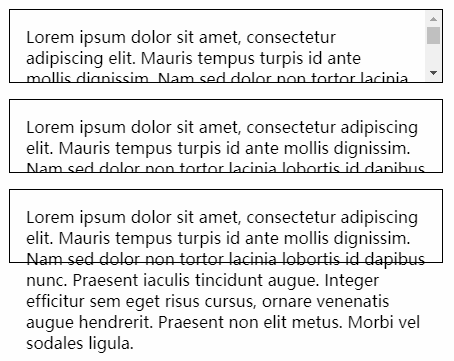 Lorem ipsum dolor sit amet, consectetur
adipiscing elit. Mauris tempus turpis id ante
mollis dignissim. Nam sed dolor non tortor lacinia
Lorem ipsum dolor sit amet, consectetur adipiscing
elit. Mauris tempus turpis id ante mollis dignissim.
Nam sed dolor non tortor lacinia lobortis id dapibus
Lorem ipsum dolor sit amet, consectetur adipiscing
elit. Mauris tempus turpis id ante mollis dignissim.
Nam sed dolor non tortor lacinia lobortis id dapibus
nunc. Praesent iaculis tincidunt augue. Integer
efficitur sem eget risus cursus, ornare venenatis
augue hendrerit. Praesent non elit metus. Morbi vel
sodales ligula.